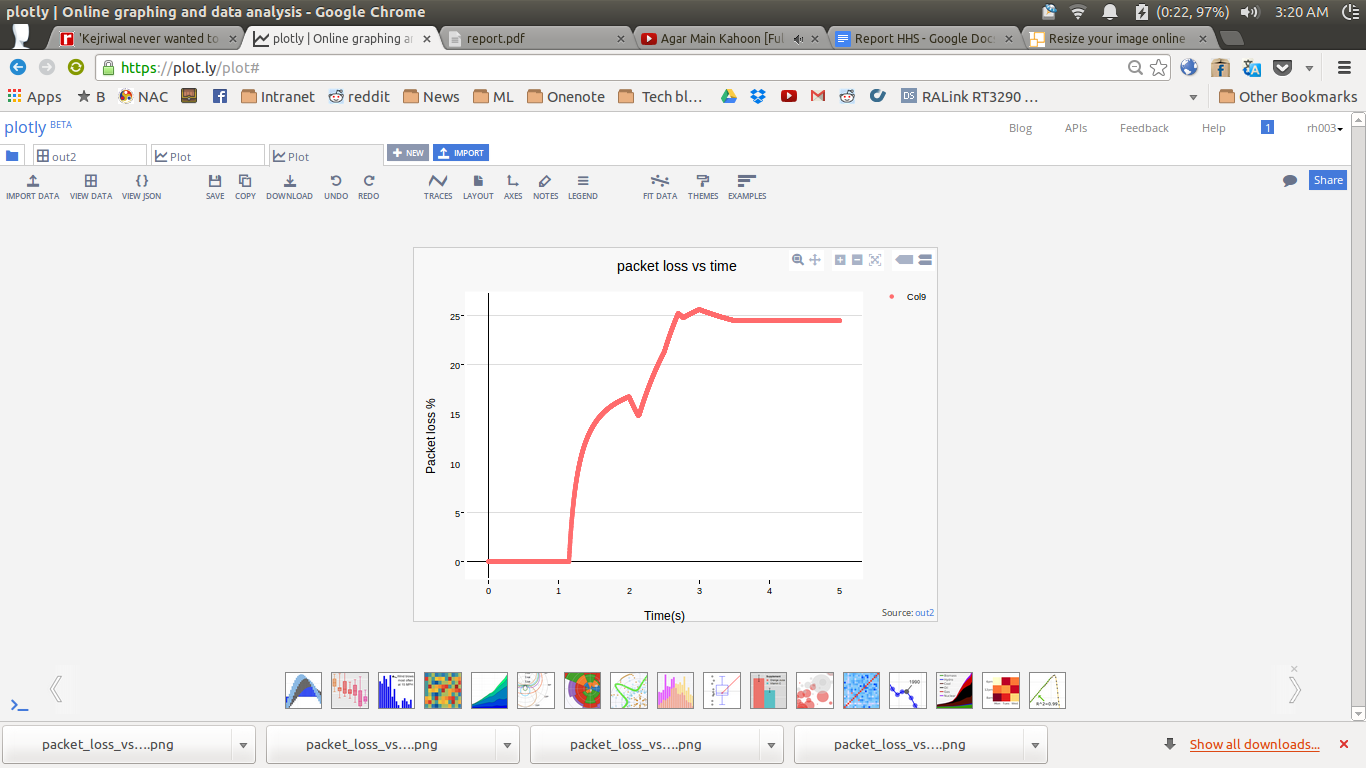 plotly | Online graphing and data analysis - Google Chrome
(0:22, 97%) 3:20 AM
'Kejriwal never wanted to
plotly | Online graphing an
report.pdf
Agar Main Kahoon [Ful
Report HHS - Google Docs
Resize your image online
https://plot.ly/plot#
Apps B NAC Intranet reddit News ML Onenote Tech bl... RALink RT3290 ... Other Bookmarks
plotly BETA
Blog APIs Feedback Help 1 rh003
out2 Plot Plot NEW IMPORT
IMPORT DATA VIEW DATA VIEW JSON SAVE COPY DOWNLOAD UNDO REDO TRACES LAYOUT AXES NOTES LEGEND FIT DATA THEMES EXAMPLES Share
packet loss vs time
Col9
25
20
15
10
5
0
Packet loss %
0 1 2 3 4 5
Time(s)
Source: out2
packet_loss_vs....png packet_loss_vs....png packet_loss_vs....png packet_loss_vs....png Show all downloads...